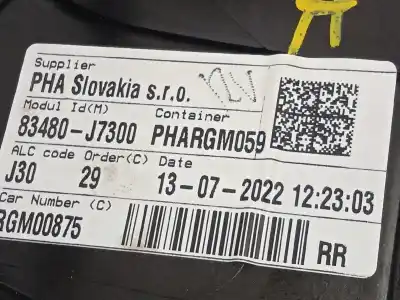 Supplier
PHA Slovakia s.r.o.
Modul Id(M) Container
83480-J7300 PHARGM059
ALC code Order(C) Date
J30 29 13-07-2022 12:23:03
Car Number (C)
RGM00875
RR